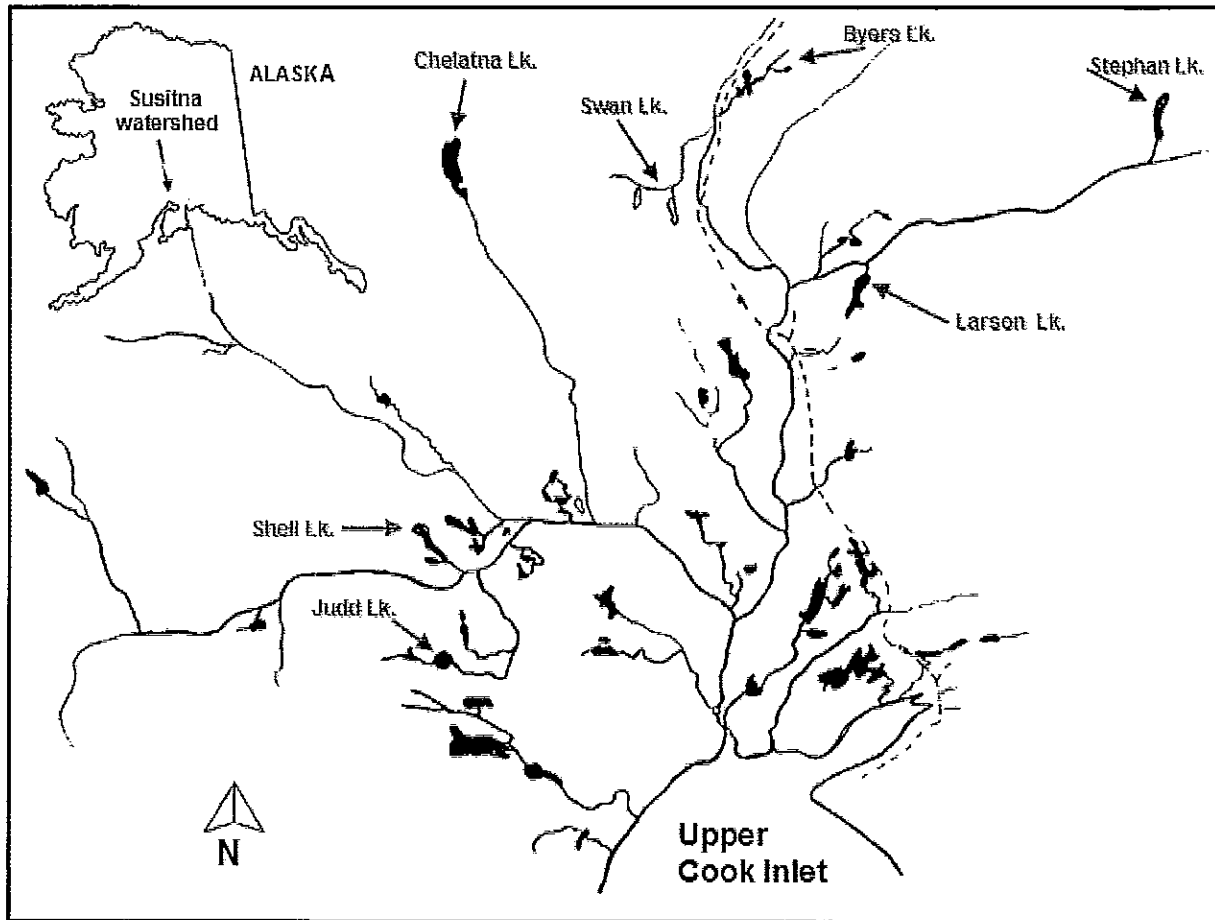 Byers Lk.
Chelatna Lk.
Stephan Lk.
ALASKA
Susitna
watershed
Swan Lk.
Larson Lk.
Shell Lk.
Judd Lk.
N
Upper
Cook Inlet